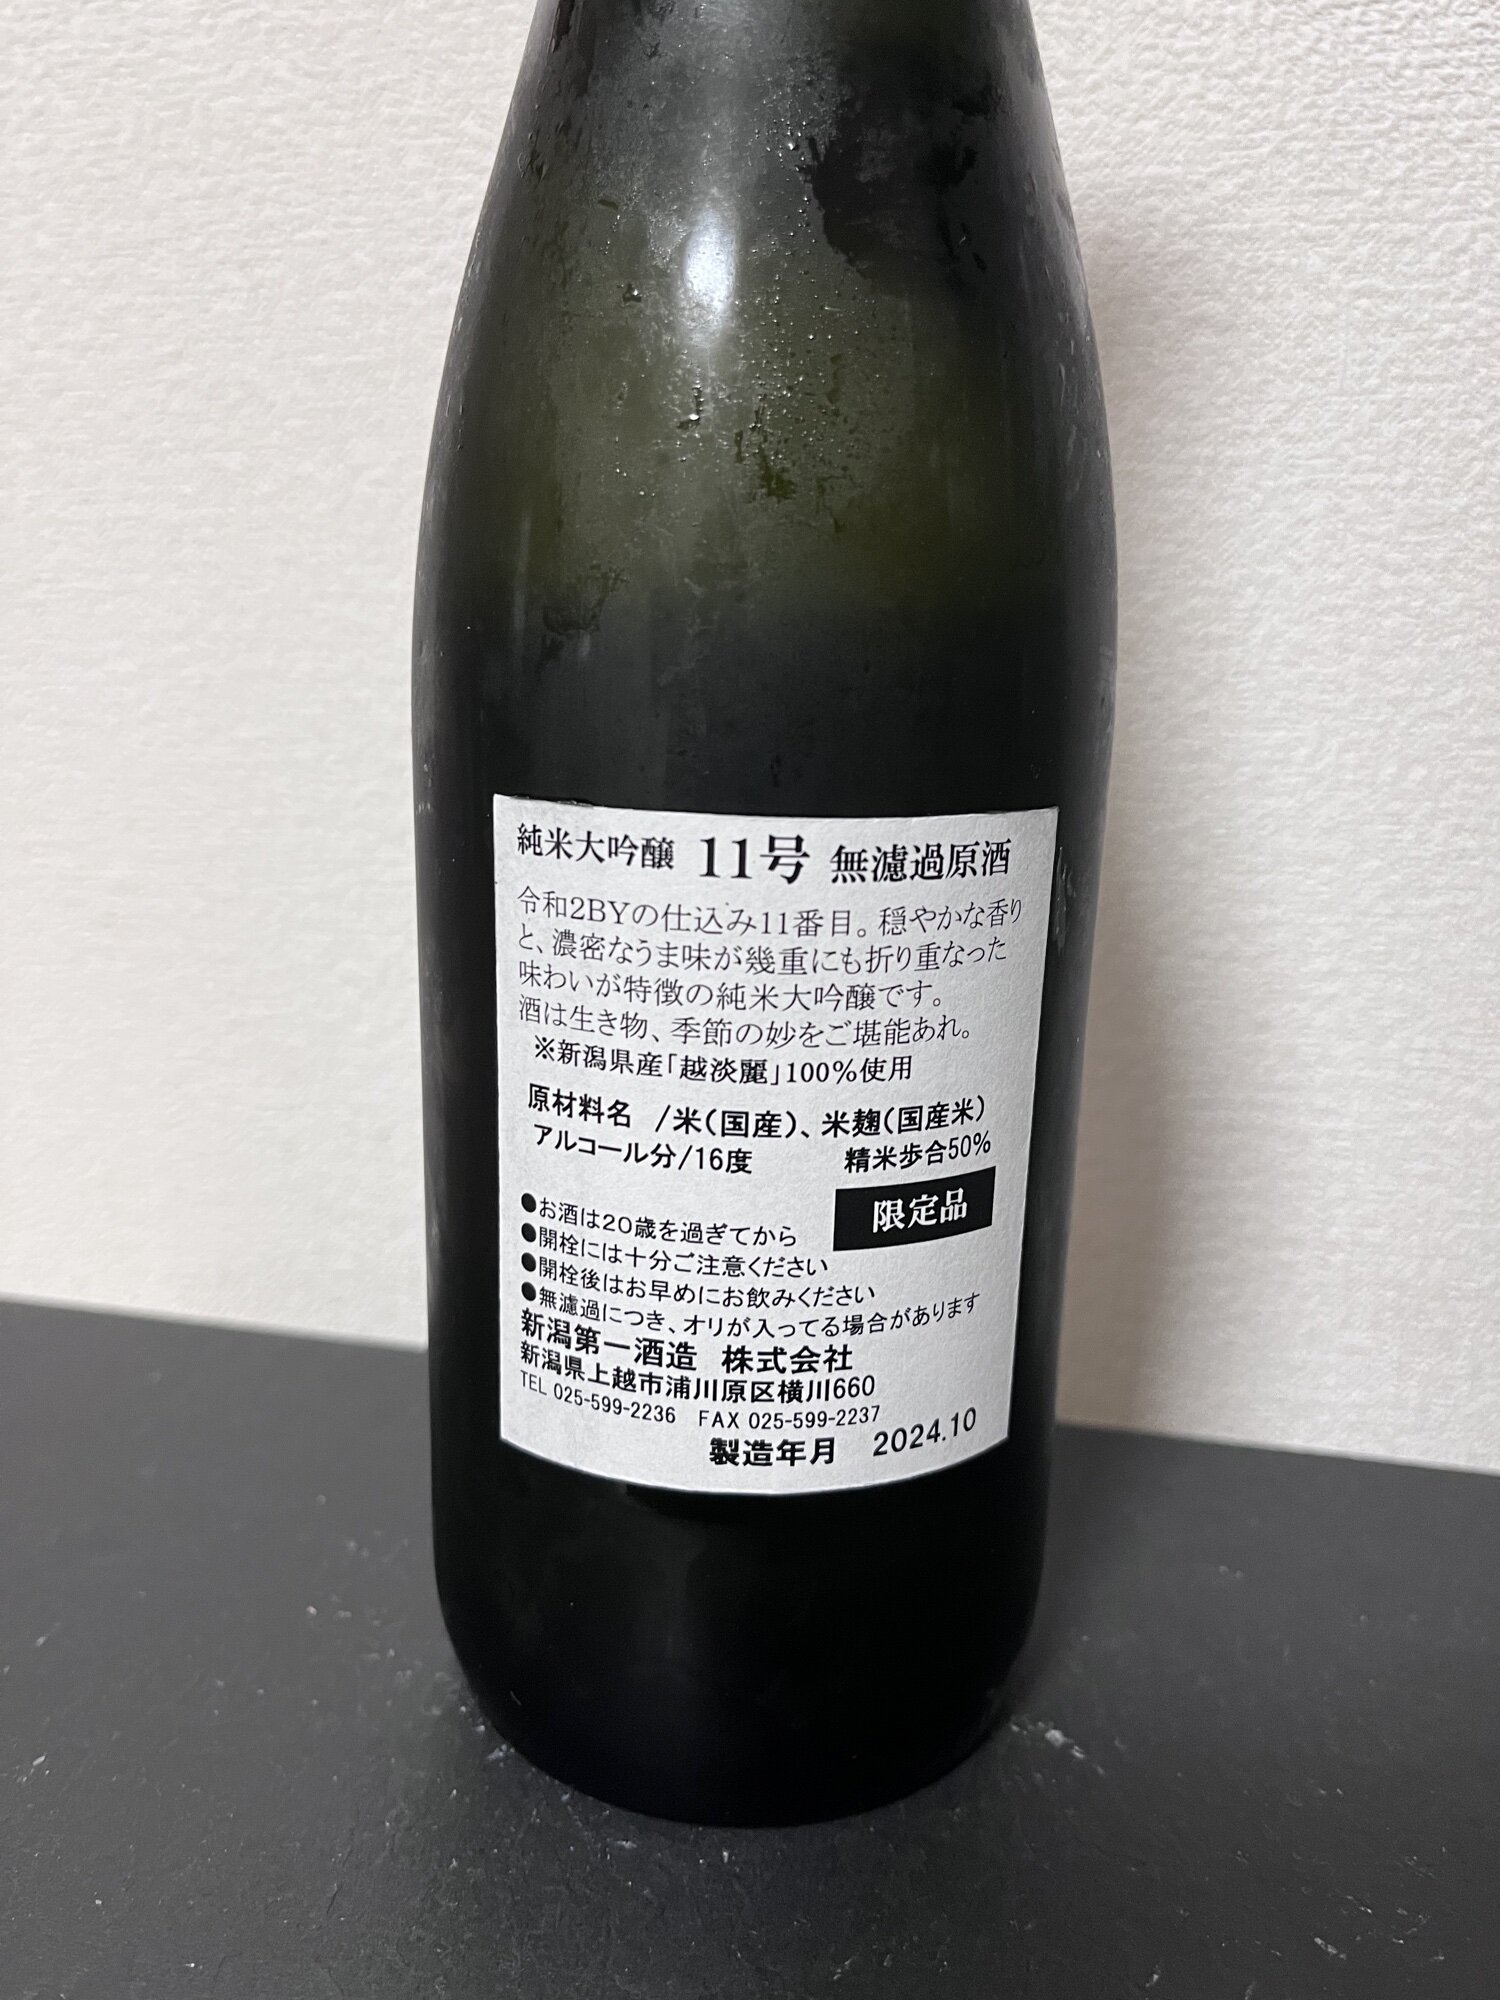 純米大吟醸 11号 無濾過原酒
令和2BYの仕込み11番目。穏やかな香り
と、濃密なうま味が幾重にも折り重なった
味わいが特徴の純米大吟醸です。
酒は生き物、季節の妙をご堪能あれ。
※新潟県産「越淡麗」100%使用
原材料名 /米(国産)、米麹(国産米)
アルコール分/16度 精米歩合50%
限定品
●お酒は20歳を過ぎてから
●開栓には十分ご注意ください
●開栓後はお早めにお飲みください
●無濾過につき、オリが入ってる場合があります
新潟第一酒造 株式会社
新潟県上越市浦川原区横川660
TEL 025-599-2236 FAX 025-599-2237
製造年月 2024.10